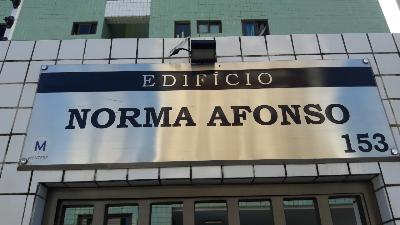 EDIFÍCIO
NORMA AFONSO
153
M